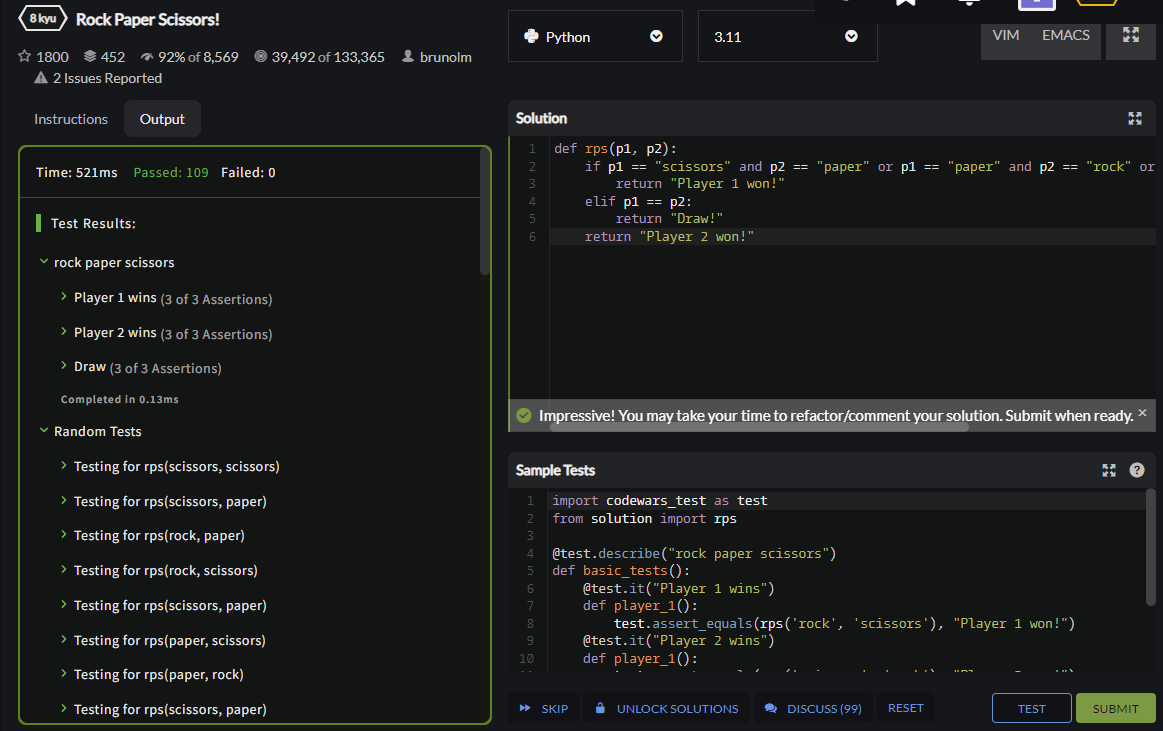 8 kyu Rock Paper Scissors!
1800 452 92% of 8,569 39,492 of 133,365 brunolm
2 Issues Reported
Python
3.11
VIM EMACS
Instructions Output
Time: 521ms Passed: 109 Failed: 0
Test Results:
rock paper scissors
Player 1 wins (3 of 3 Assertions)
Player 2 wins (3 of 3 Assertions)
Draw (3 of 3 Assertions)
Completed in 0.13ms
Random Tests
Testing for rps(scissors, scissors)
Testing for rps(scissors, paper)
Testing for rps(rock, paper)
Testing for rps(rock, scissors)
Testing for rps(scissors, paper)
Testing for rps(paper, scissors)
Testing for rps(paper, rock)
Testing for rps(scissors, paper)
Solution
1 def rps(p1, p2):
2 if p1 == "scissors" and p2 == "paper" or p1 == "paper" and p2 == "rock" or
3 return "Player 1 won!"
4 elif p1 == p2:
5 return "Draw!"
6 return "Player 2 won!"
Impressive! You may take your time to refactor/comment your solution. Submit when ready. ×
Sample Tests
?
1 import codewars_test as test
2 from solution import rps
3
4 @test.describe("rock paper scissors")
5 def basic_tests():
6 @test.it("Player 1 wins")
7 def player_1():
8 test.assert_equals(rps('rock', 'scissors'), "Player 1 won!")
9 @test.it("Player 2 wins")
10 def player_1():
SKIP UNLOCK SOLUTIONS DISCUSS (99) RESET TEST SUBMIT